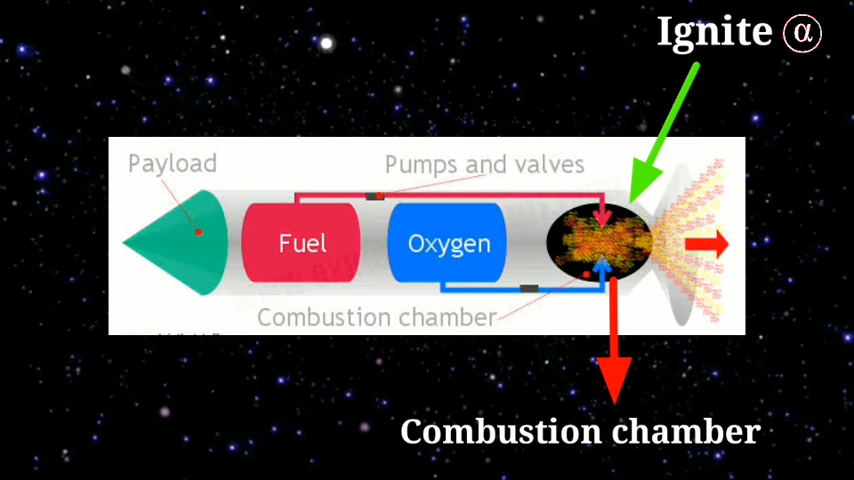 Ignite ⓐ
Payload
Pumps and valves
Fuel
Oxygen
Combustion chamber
Combustion chamber